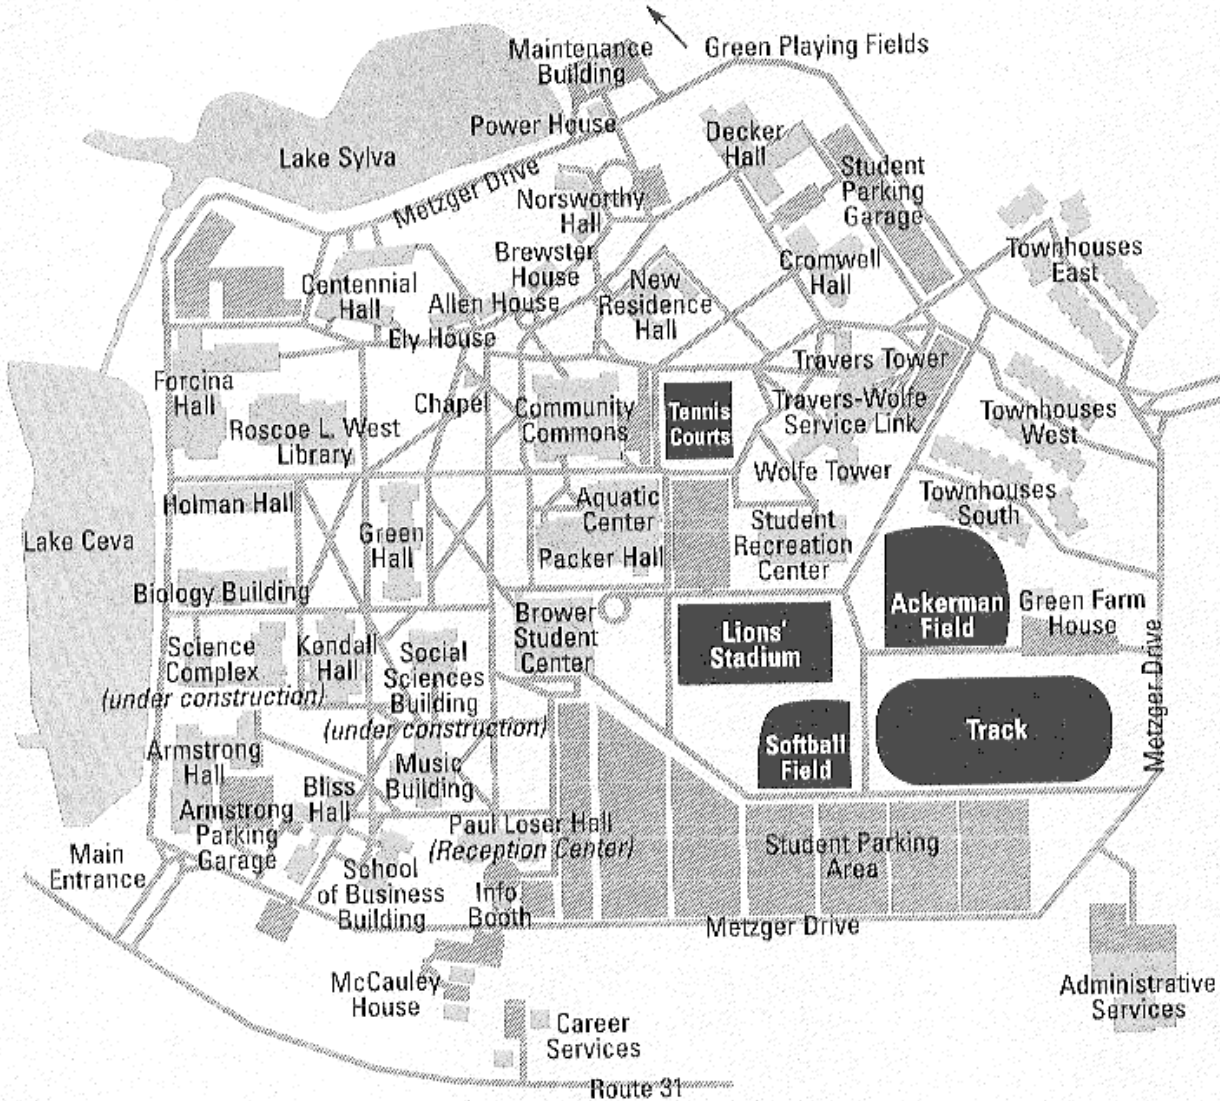 Maintenance
Building
Green Playing Fields
Power House
Decker
Hall
Lake Sylva
Metzger Drive
Student
Parking
Garage
Norsworthy
Hall
Brewster
House
Townhouses
East
Cromwell
Hall
Centennial
Hall
Allen House
New
Residence
Hall
Ely House
Travers Tower
Forcina
Hall
Chapel
Community
Commons
Tennis
Courts
Travers-Wolfe
Service Link
Townhouses
West
Roscoe L. West
Library
Wolfe Tower
Holman Hall
Aquatic
Center
Townhouses
South
Lake Ceva
Green
Hall
Packer Hall
Student
Recreation
Center
Biology Building
Brower
Student
Center
Lions'
Stadium
Ackerman
Field
Green Farm
House
Science
Complex
(under construction)
Kendall
Hall
Social
Sciences
Building
(under construction)
Metzger Drive
Softball
Field
Track
Armstrong
Hall
Music
Building
Bliss
Hall
Armstrong
Parking
Garage
Paul Loser Hall
(Reception Center)
Student Parking
Area
Main
Entrance
School
of Business
Building
Info
Booth
Metzger Drive
McCauley
House
Administrative
Services
Career
Services
Route 31